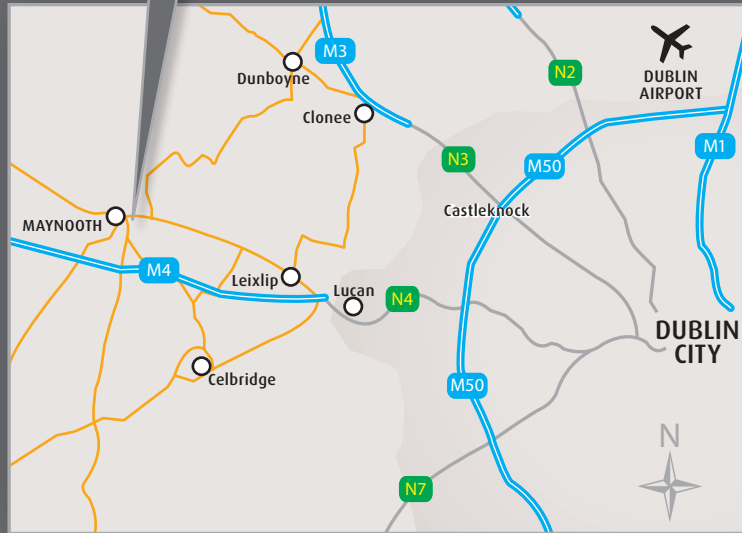 M3
Dunboyne
N2
DUBLIN
AIRPORT
Clonee
M1
N3
M50
Castleknock
MAYNOOTH
M4
Leixlip
Lucan
N4
DUBLIN
CITY
Celbridge
M50
N
N7